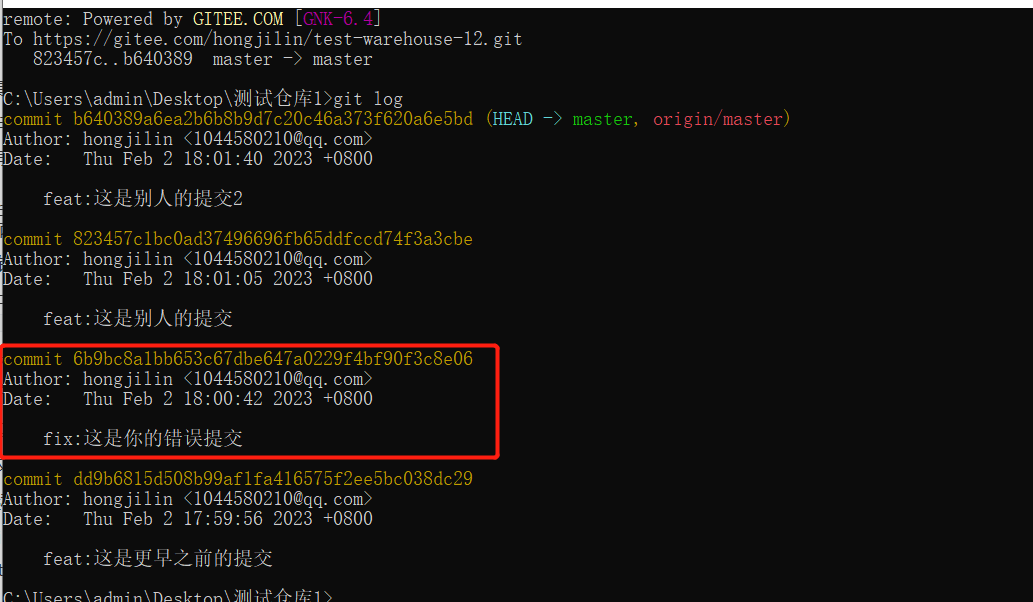 remote: Powered by GITEE.COM [GNK-6.4]
To https://gitee.com/hongjilin/test-warehouse-12.git
823457c..b640389 master -> master
C:\Users\admin\Desktop\测试仓库1>git log
commit b640389a6ea2b6b8b9d7c20c46a373f620a6e5bd (HEAD -> master, origin/master)
Author: hongjilin <1044580210@qq.com>
Date: Thu Feb 2 18:01:40 2023 +0800
feat:这是别人的提交2
commit 823457c1bc0ad37496696fb65ddfccd74f3a3cbe
Author: hongjilin <1044580210@qq.com>
Date: Thu Feb 2 18:01:05 2023 +0800
feat:这是别人的提交
commit 6b9bc8a1bb653c67dbe647a0229f4bf90f3c8e06
Author: hongjilin <1044580210@qq.com>
Date: Thu Feb 2 18:00:42 2023 +0800
fix:这是你的错误提交
commit dd9b6815d508b99af1fa416575f2ee5bc038dc29
Author: hongjilin <1044580210@qq.com>
Date: Thu Feb 2 17:59:56 2023 +0800
feat:这是更早之前的提交
C:\Users\admin\Desktop\测试仓库1>